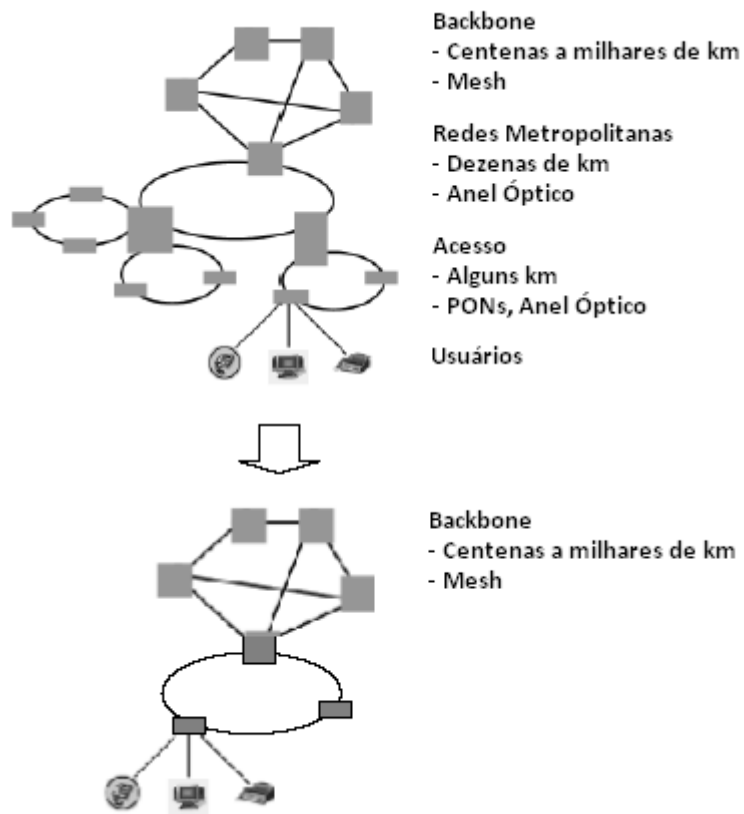 Backbone
- Centenas a milhares de km
- Mesh
Redes Metropolitanas
- Dezenas de km
- Anel Óptico
Acesso
- Alguns km
- PONs, Anel Óptico
Usuários
Backbone
- Centenas a milhares de km
- Mesh